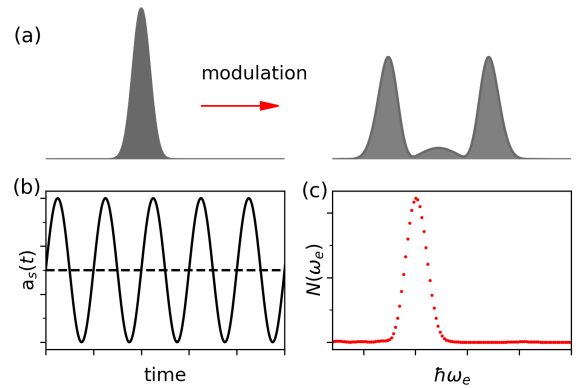 (a)
modulation
(b)
(c)
a_s(t)
time
N(ω_e)
ħω_e